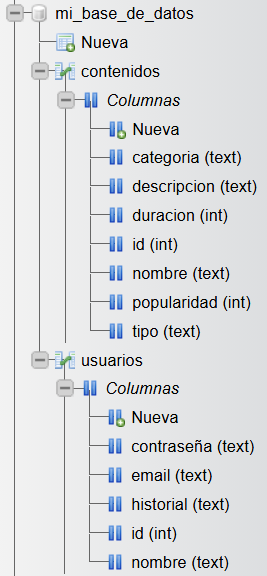 mi_base_de_datos
Nueva
contenidos
Columnas
Nueva
categoria (text)
descripcion (text)
duracion (int)
id (int)
nombre (text)
popularidad (int)
tipo (text)
usuarios
Columnas
Nueva
contraseña (text)
email (text)
historial (text)
id (int)
nombre (text)